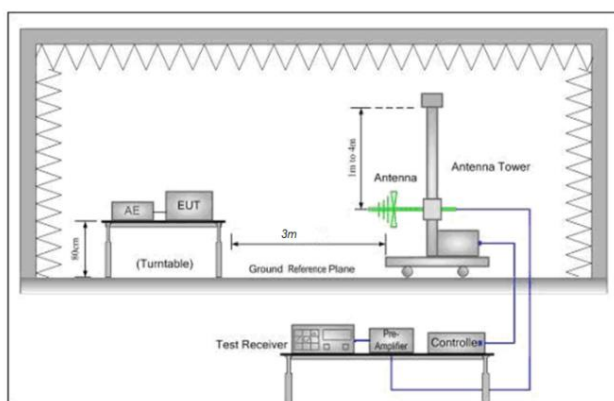 1m to 4m
Antenna
Antenna Tower
AE
EUT
3m
80cm
(Turntable)
Ground Reference Plane
Test Receiver
Pre-
Amplifier
Controller